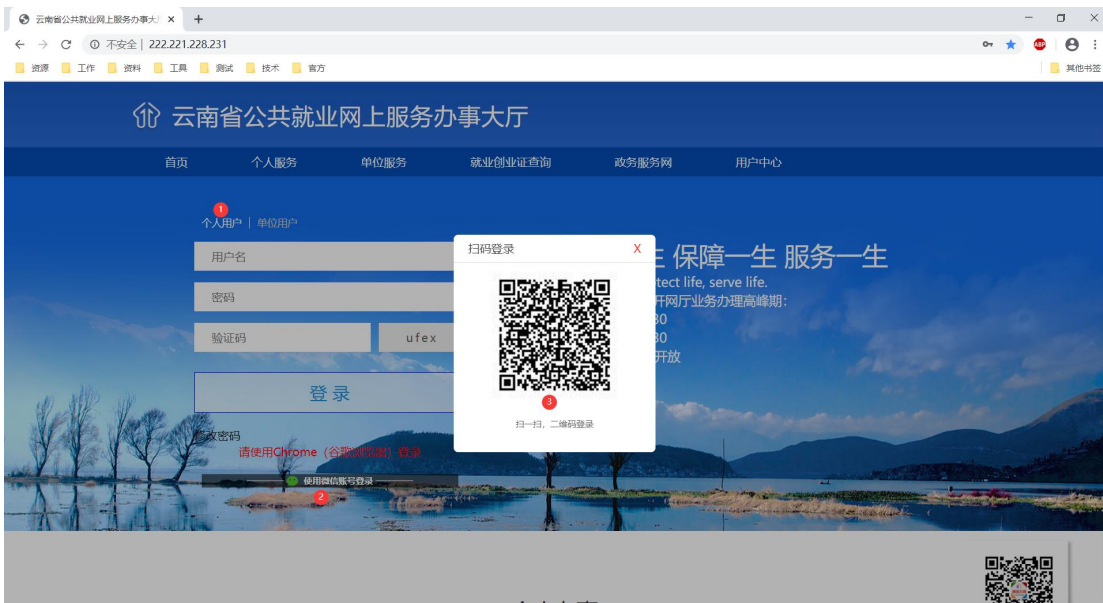 云南省公共就业网上服务办事大
不安全 | 222.221.228.231
ABP
资源 工作 资料 工具 测试 技术 官方 其他书签
云南省公共就业网上服务办事大厅
首页 个人服务 单位服务 就业创业证查询 政务服务网 用户中心
1
个人用户 | 单位用户
用户名
密码
验证码 ufex
登 录
修改密码
请使用Chrome（谷歌浏览器）登录
使用微信账号登录
2
扫码登录 X
3
扫一扫，二维码登录
保障一生 服务一生
tect life, serve life.
开网厅业务办理高峰期：
30
30
开放